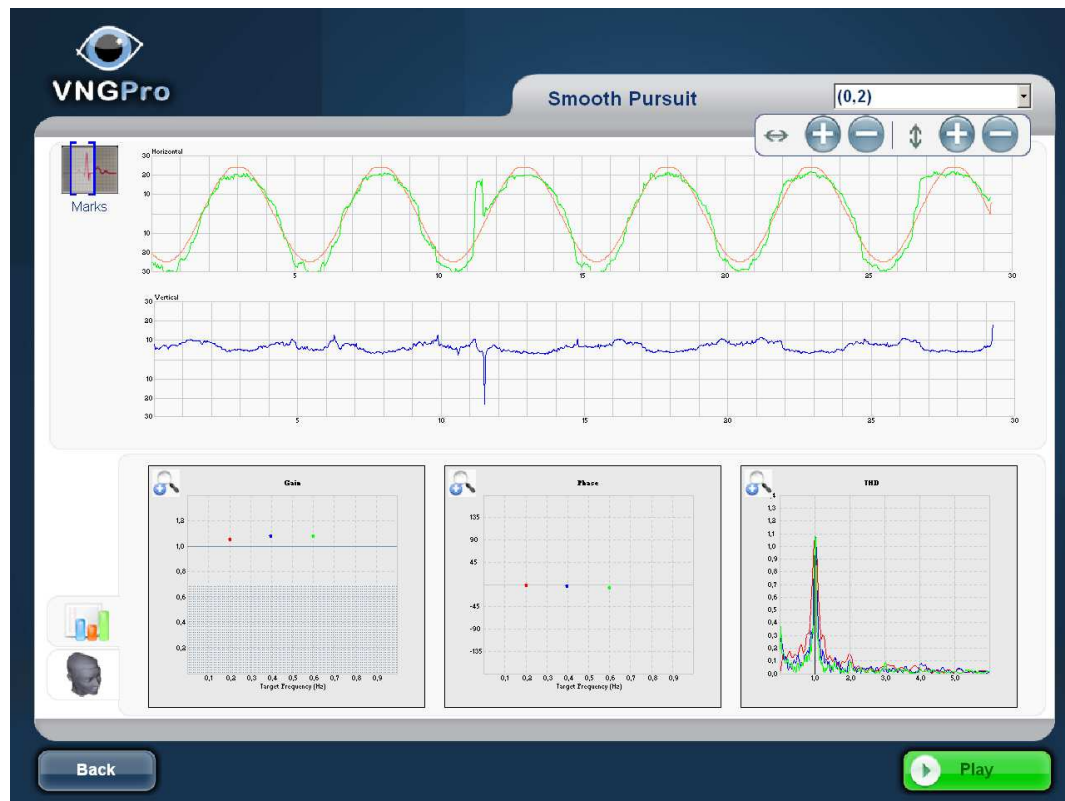 VNGPro
Smooth Pursuit
(0,2)
Marks
Horizontal
30
20
10
10
20
30
5 10 15 20 25 30
Vertical
30
20
10
10
20
30
5 10 15 20 25 30
Gain
1,2
1,0
0,8
0,6
0,4
0,2
0,1 0,2 0,3 0,4 0,5 0,6 0,7 0,8 0,9
Target Frequency (Hz)
Phase
135
90
45
-45
-90
-135
0,1 0,2 0,3 0,4 0,5 0,6 0,7 0,8 0,9
Target Frequency (Hz)
THD
1,3
1,2
1,1
1,0
0,9
0,8
0,7
0,6
0,5
0,4
0,3
0,2
0,1
0,0
1,0 2,0 3,0 4,0 5,0
Back
Play